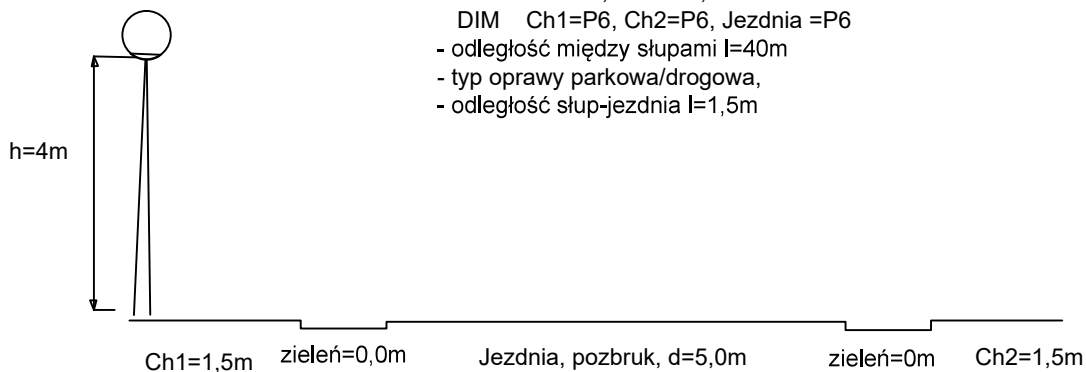 DIM Ch1=P6, Ch2=P6, Jezdnia =P6
- odległość między słupami l=40m
- typ oprawy parkowa/drogowa,
- odległość słup-jezdnia l=1,5m
h=4m
Ch1=1,5m zieleń=0,0m Jezdnia, pozbruk, d=5,0m zieleń=0m Ch2=1,5m